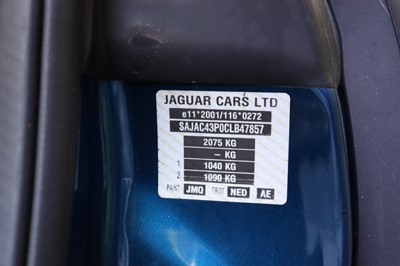 JAGUAR CARS LTD
e11*2001/116*0272
SAJAC43P0CLB47857
2075 KG
– KG
1 1040 KG
2 1090 KG
PAINT JMQ TRIM NED AE